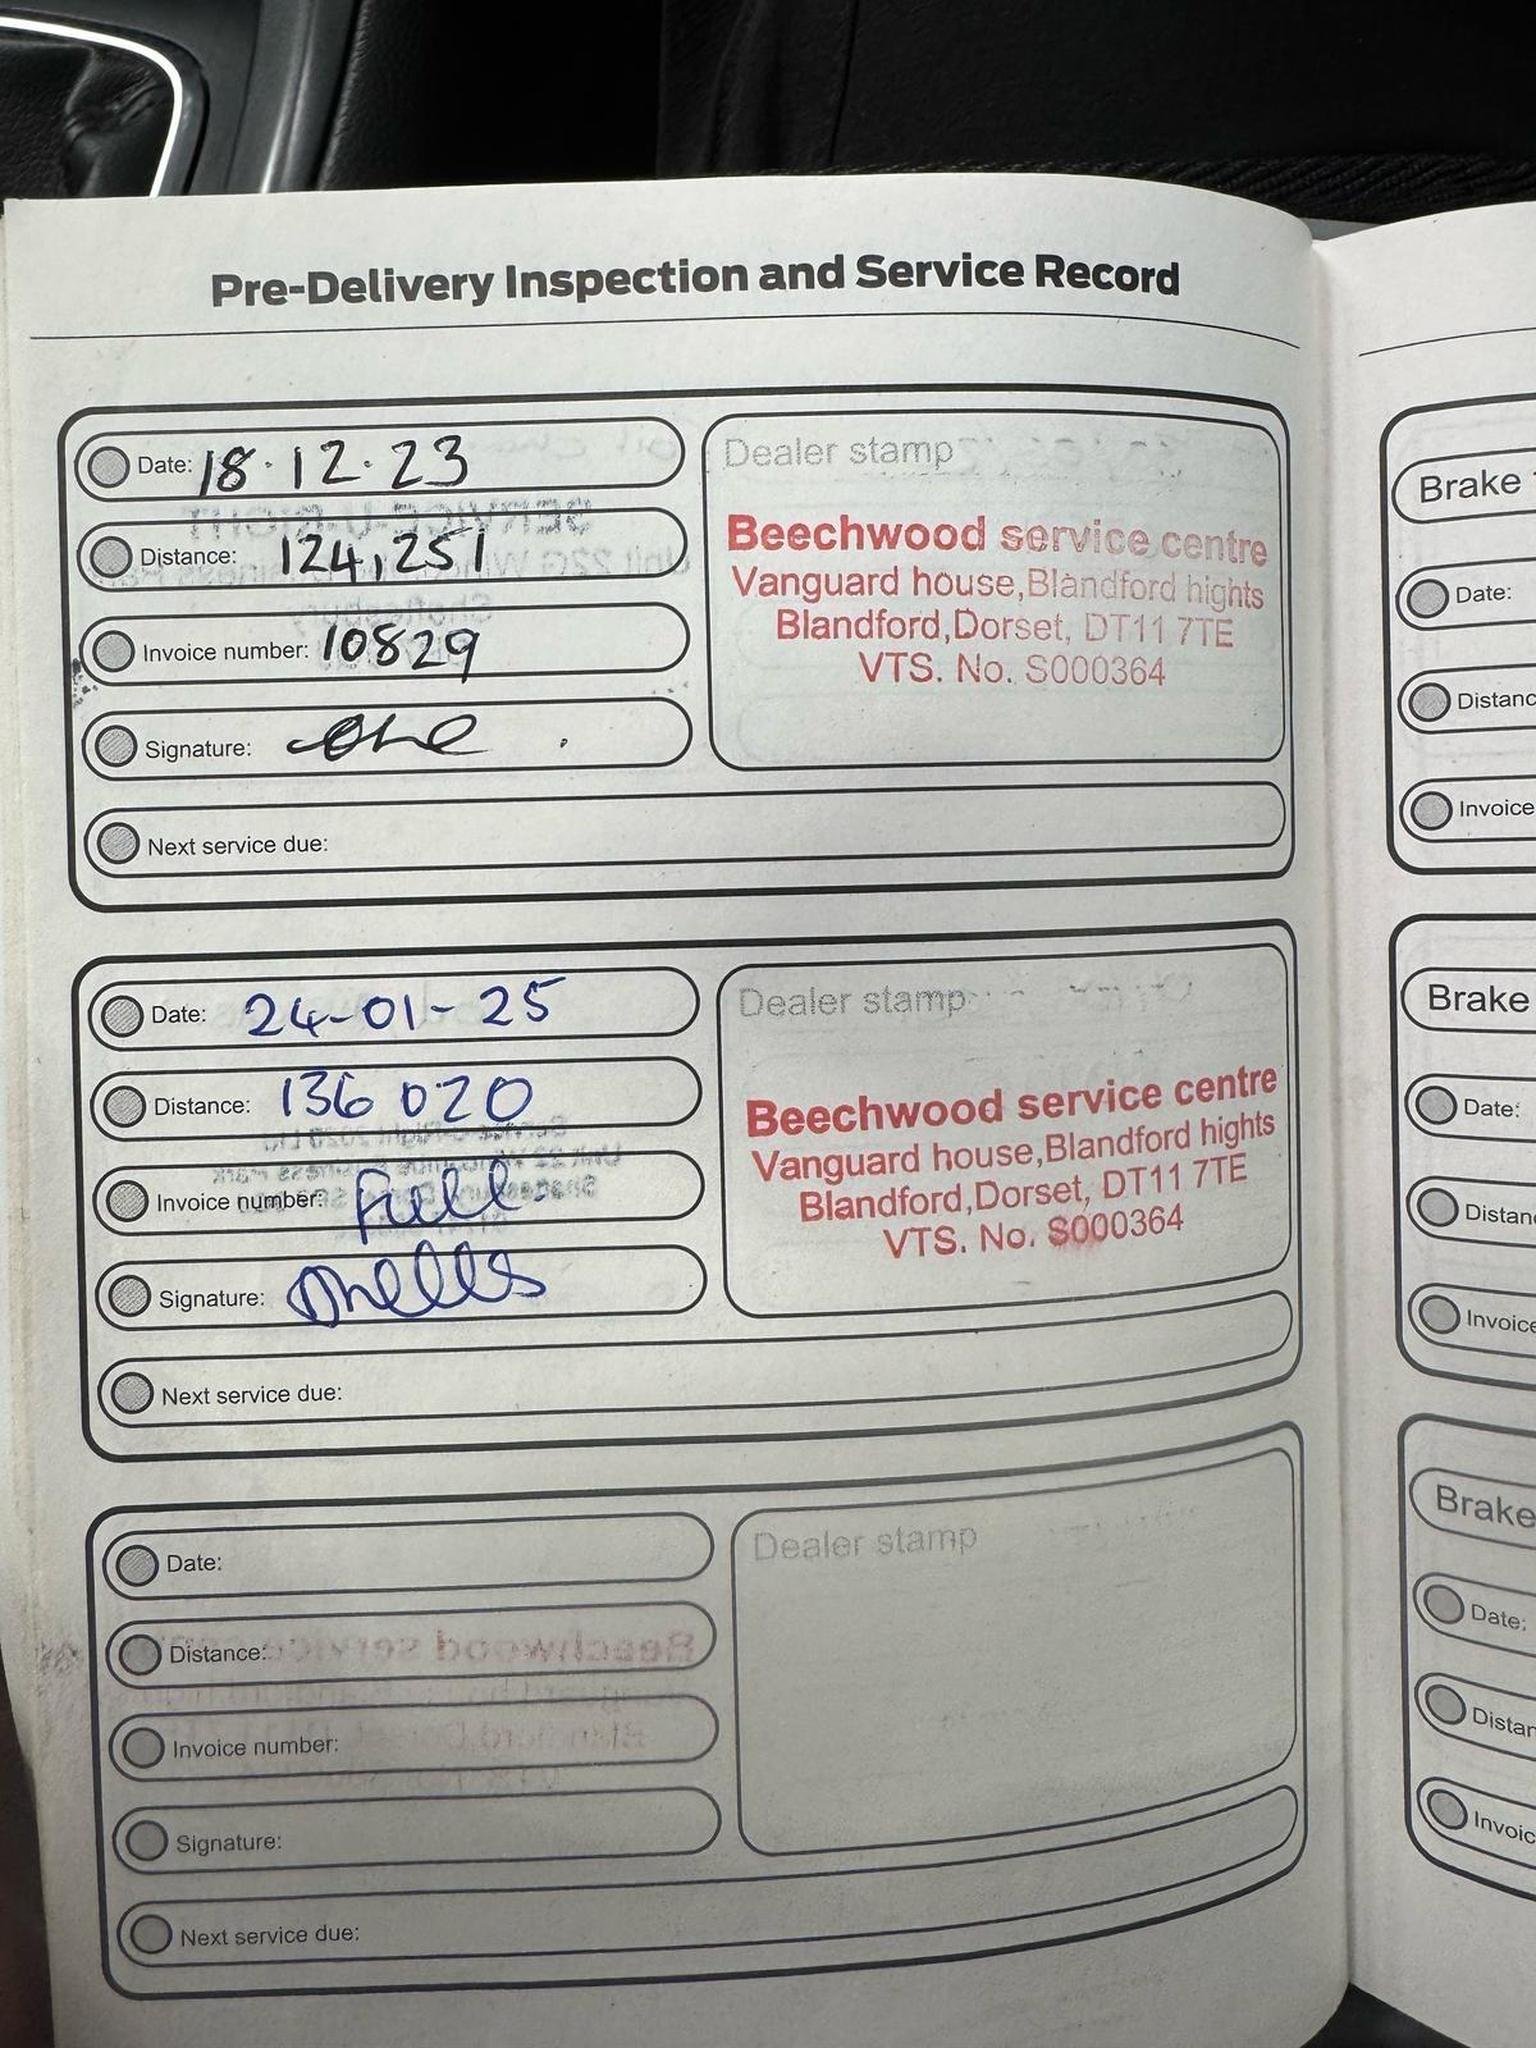 Pre-Delivery Inspection and Service Record
Date: 18.12.23
Distance: 124,251
Invoice number: 10829
Signature:
Next service due:
Dealer stamp
Beechwood service centre
Vanguard house,Blandford hights
Blandford,Dorset, DT11 7TE
VTS. No. S000364
Date: 24-01-25
Distance: 136 020
Invoice number: Full.
Signature:
Next service due:
Dealer stamp
Beechwood service centre
Vanguard house,Blandford hights
Blandford,Dorset, DT11 7TE
VTS. No. S000364
Date:
Distance:
Invoice number:
Signature:
Next service due:
Dealer stamp
Brake
Date:
Distanc
Invoice
Brake
Date:
Distan
Invoice
Brake
Date:
Distan
Invoic